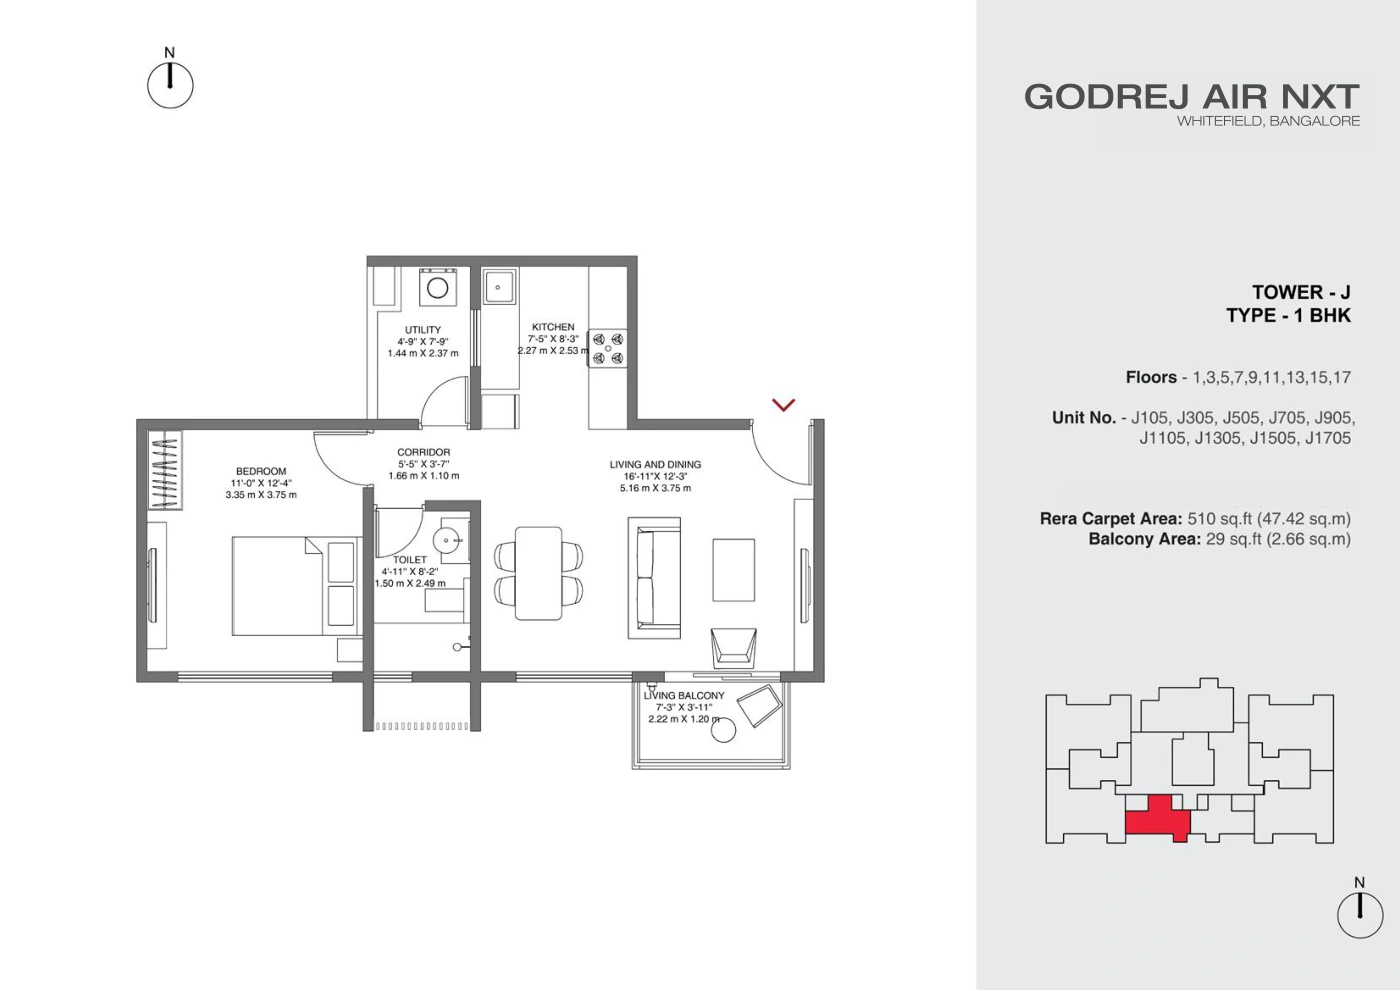 N
GODREJ AIR NXT
WHITEFIELD, BANGALORE
TOWER - J
TYPE - 1 BHK
Floors - 1,3,5,7,9,11,13,15,17
Unit No. - J105, J305, J505, J705, J905,
J1105, J1305, J1505, J1705
Rera Carpet Area: 510 sq.ft (47.42 sq.m)
Balcony Area: 29 sq.ft (2.66 sq.m)
UTILITY
4'-9" X 7'-9"
1.44 m X 2.37 m
KITCHEN
7'-5" X 8'-3"
2.27 m X 2.53 m
CORRIDOR
5'-5" X 3'-7"
1.66 m X 1.10 m
BEDROOM
11'-0" X 12'-4"
3.35 m X 3.75 m
LIVING AND DINING
16'-11"X 12'-3"
5.16 m X 3.75 m
TOILET
4'-11" X 8'-2"
1.50 m X 2.49 m
LIVING BALCONY
7'-3" X 3'-11"
2.22 m X 1.20 m
N